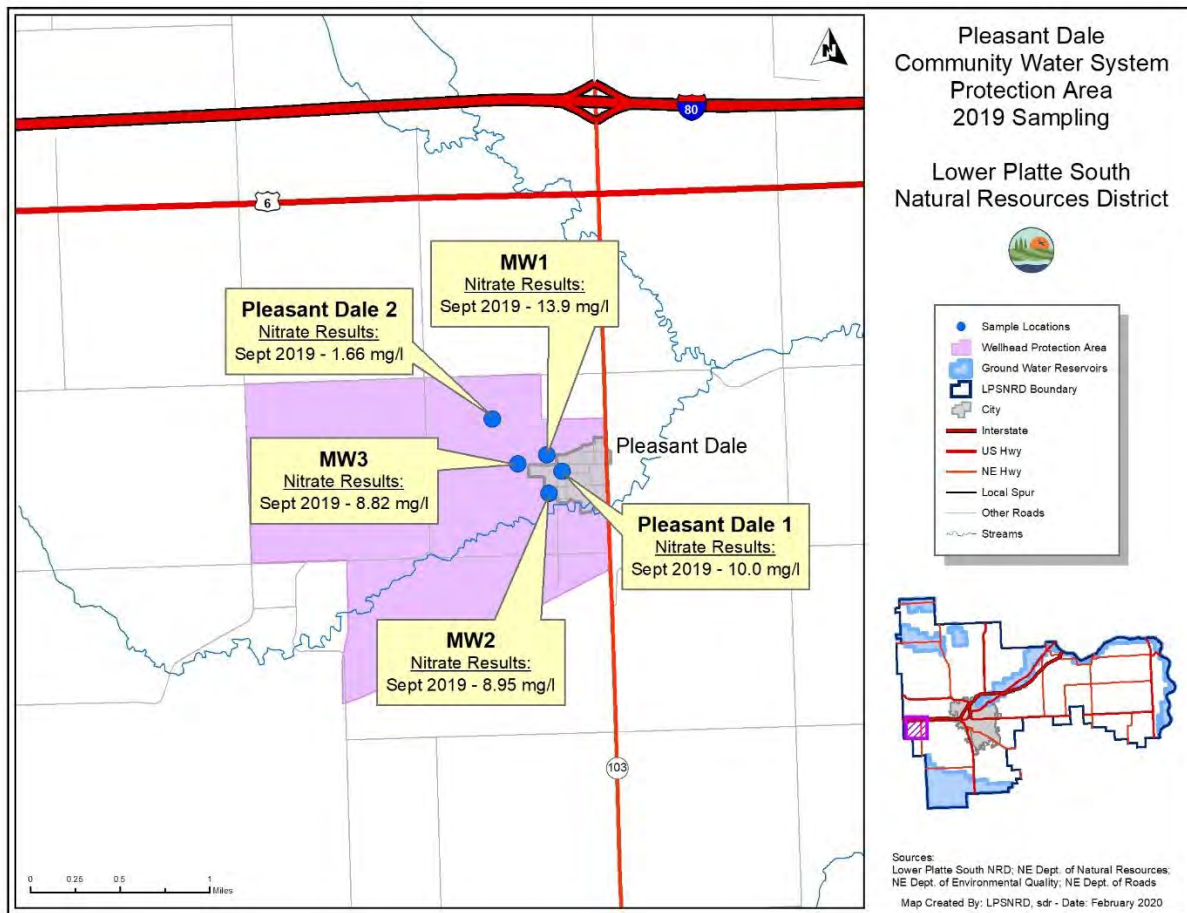 Pleasant Dale
Community Water System
Protection Area
2019 Sampling
Lower Platte South
Natural Resources District
N
80
6
MW1
Nitrate Results:
Sept 2019 - 13.9 mg/l
Pleasant Dale 2
Nitrate Results:
Sept 2019 - 1.66 mg/l
MW3
Nitrate Results:
Sept 2019 - 8.82 mg/l
Pleasant Dale
Pleasant Dale 1
Nitrate Results:
Sept 2019 - 10.0 mg/l
MW2
Nitrate Results:
Sept 2019 - 8.95 mg/l
103
0 0.25 0.5 1
Miles
Sample Locations
Wellhead Protection Area
Ground Water Reservoirs
LPSNRD Boundary
City
Interstate
US Hwy
NE Hwy
Local Spur
Other Roads
Streams
Sources:
Lower Platte South NRD; NE Dept. of Natural Resources;
NE Dept. of Environmental Quality; NE Dept. of Roads
Map Created By: LPSNRD, sdr - Date: February 2020